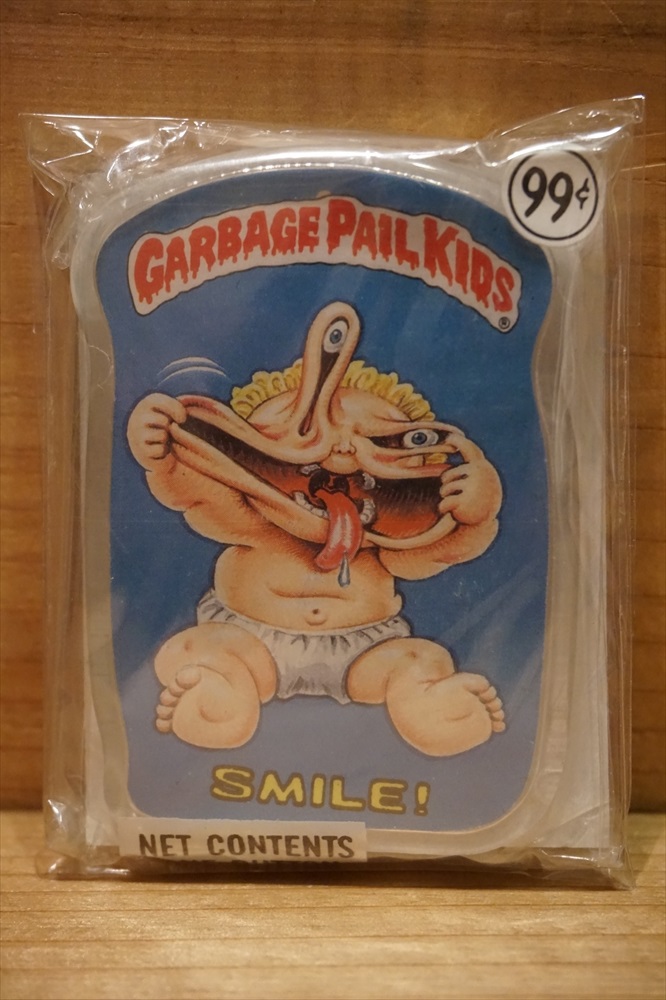 99¢
GARBAGE PAIL KIDS
®
SMILE!
NET CONTENTS